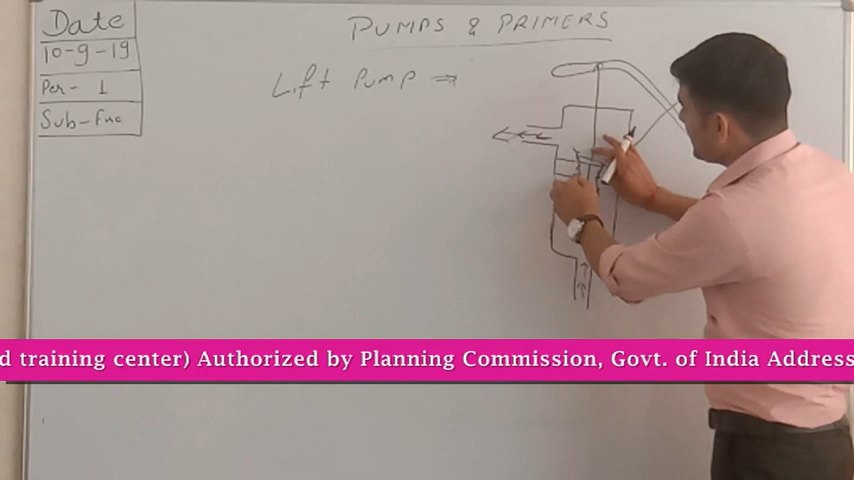 PUMPS & PRIMERS
Date
10-9-19
Per- 1
Sub-
Lift Pump ⇒
d training center) Authorized by Planning Commission, Govt. of India Address